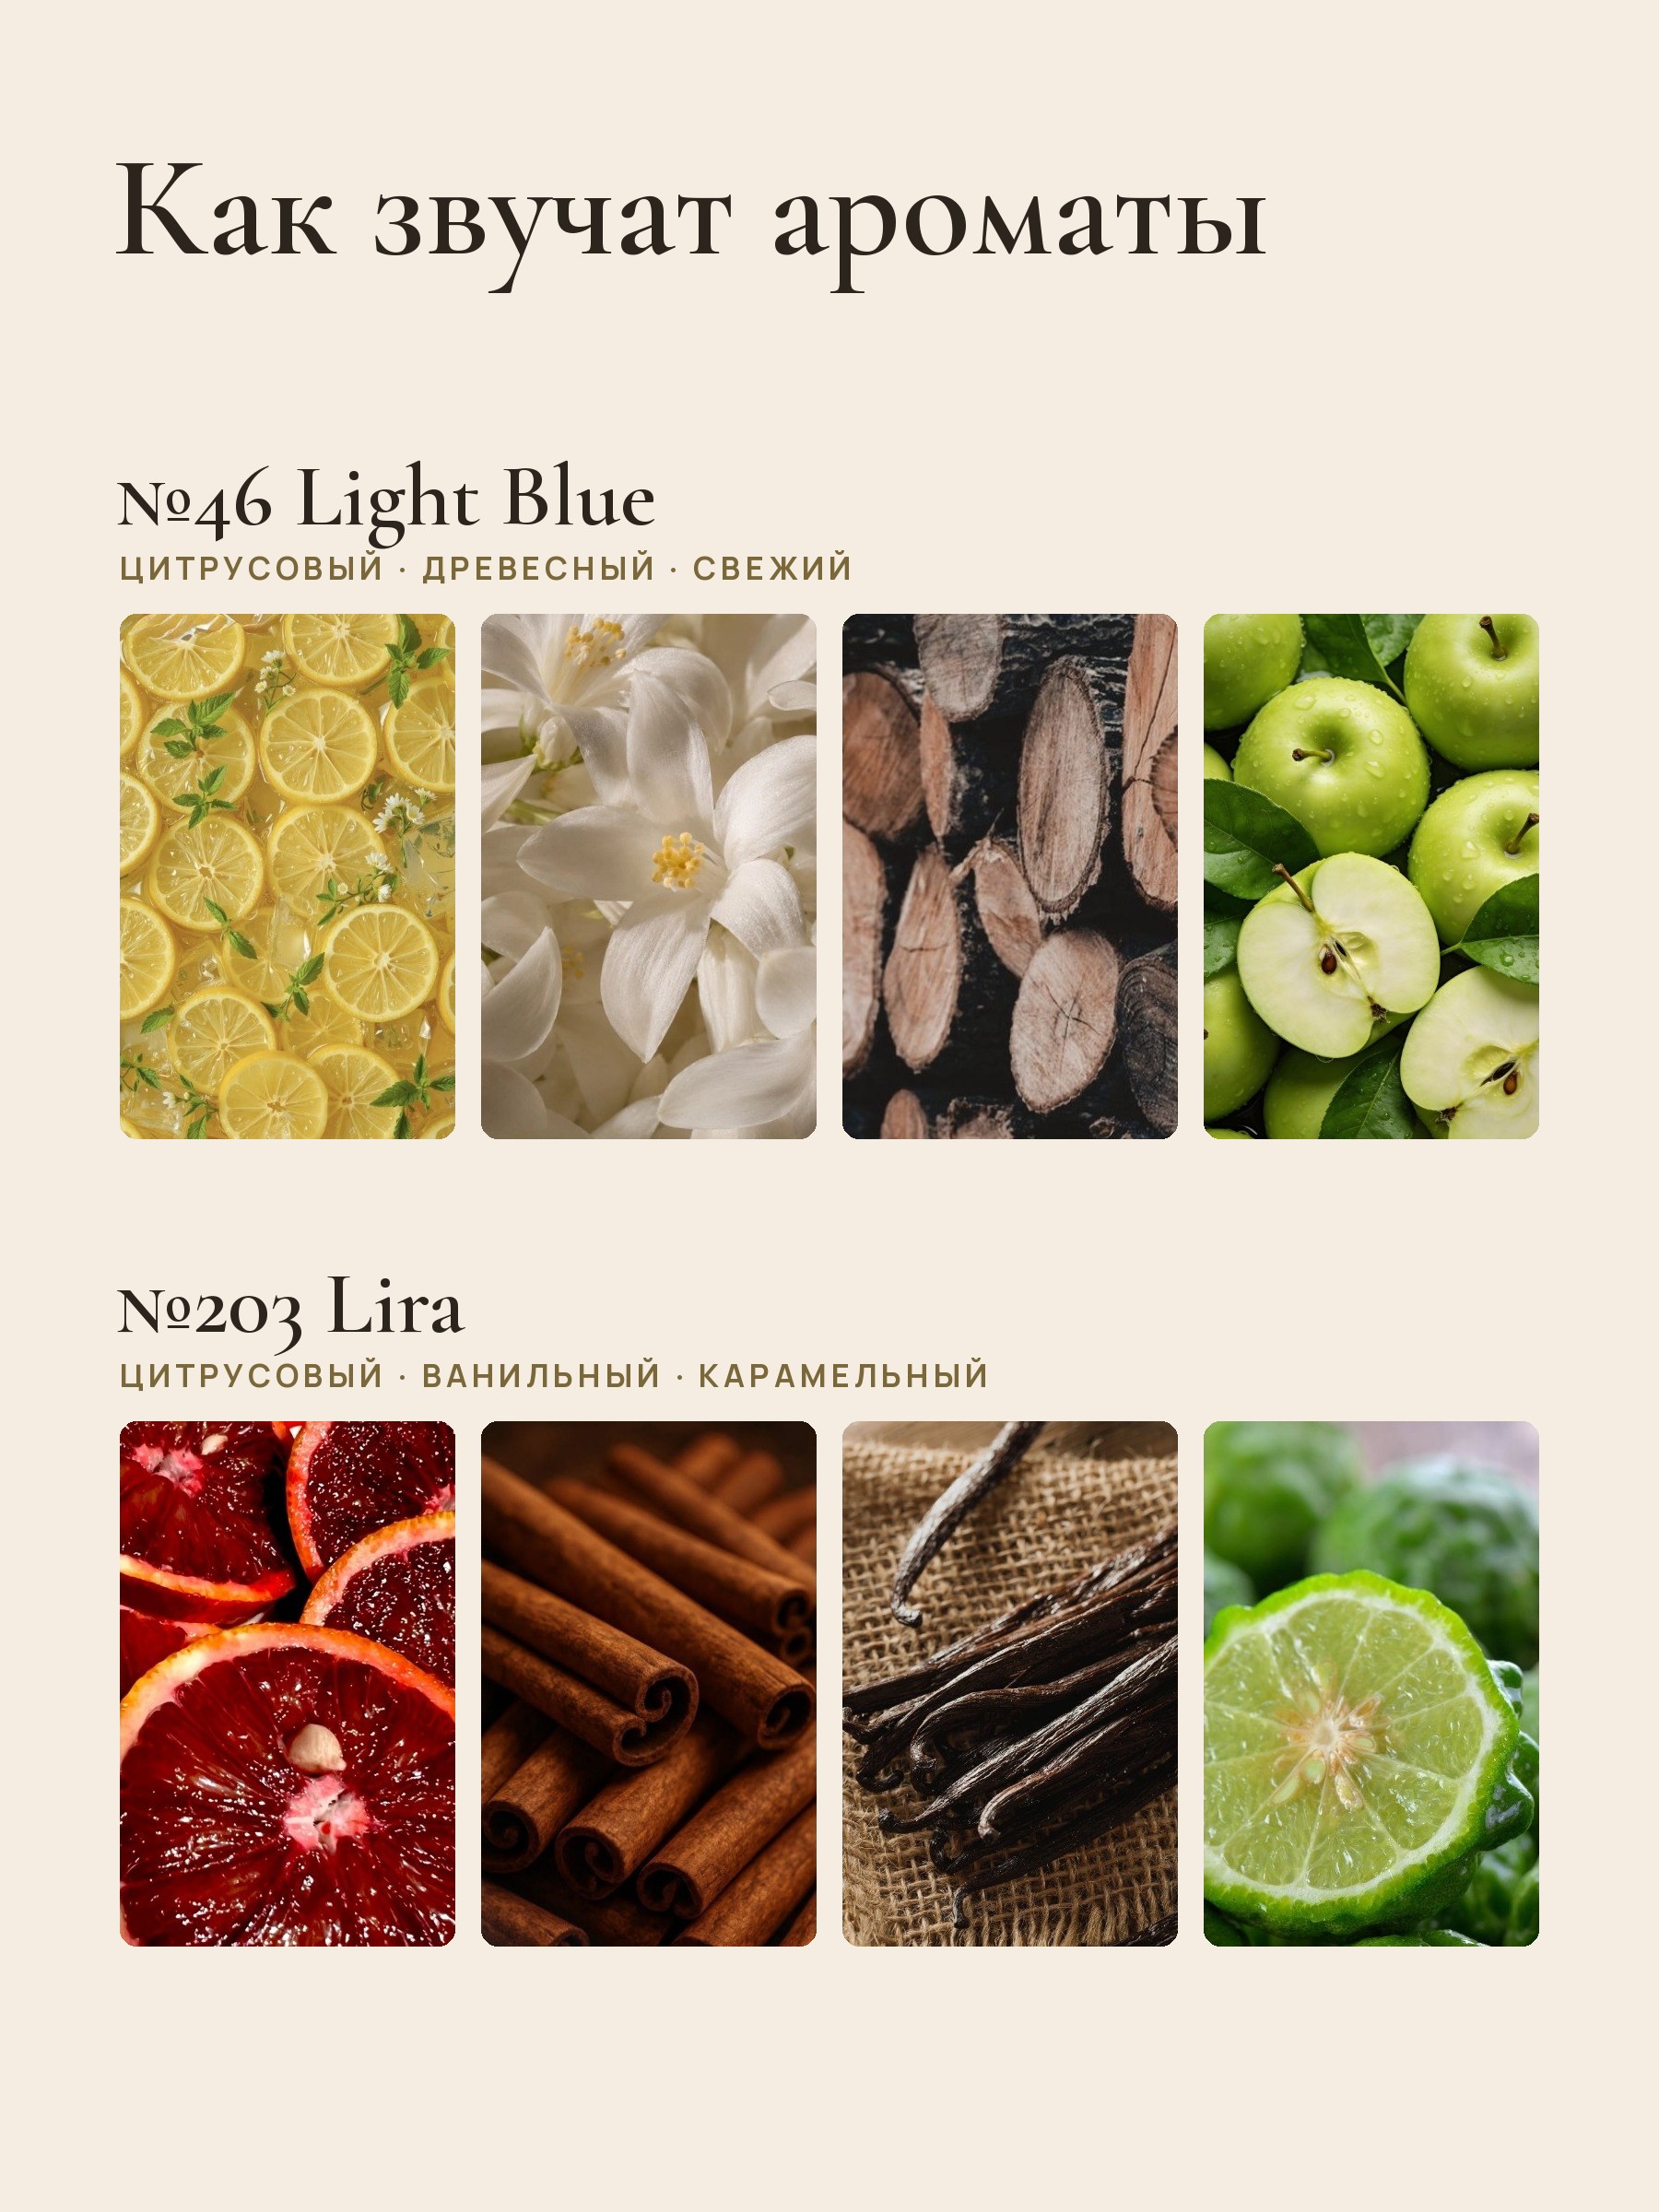 Как звучат ароматы
№46 Light Blue
ЦИТРУСОВЫЙ · ДРЕВЕСНЫЙ · СВЕЖИЙ
№203 Lira
ЦИТРУСОВЫЙ · ВАНИЛЬНЫЙ · КАРАМЕЛЬНЫЙ